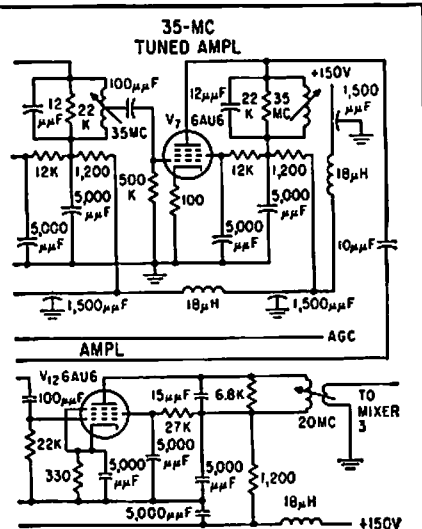 35-MC
TUNED AMPL
100μμF
+150V
1,500
μμF
12
μμF
22
K
35MC
V7 6AU6
12μμF
22
K
35
MC
12K
1,200
500
K
100
12K
1,200
18μH
5,000
μμF
5,000
μμF
5,000
μμF
5,000
μμF
10μμF
1,500μμF
18μH
1,500μμF
AGC
AMPL
V12 6AU6
100μμF
15μμF
6.8K
20MC
TO
MIXER
3
22K
27K
330
5,000
μμF
5,000
μμF
5,000
μμF
1,200
18μH
5,000μμF
+150V